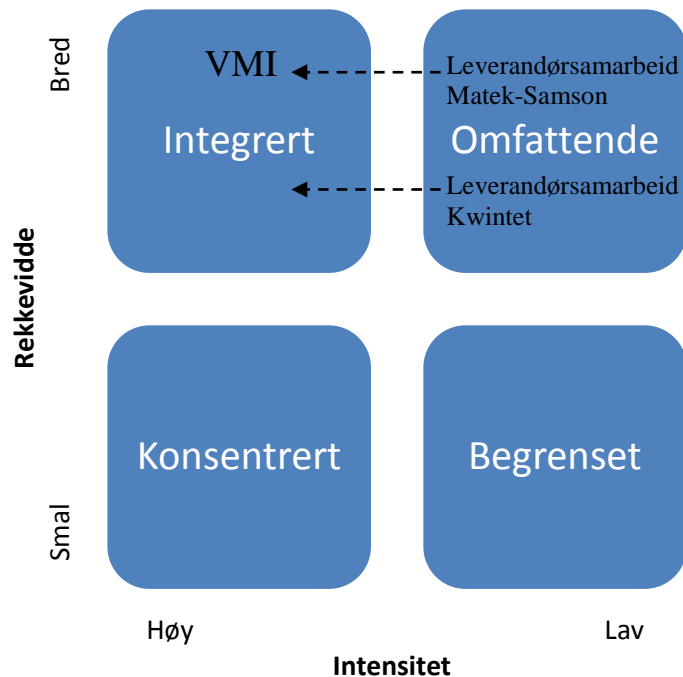 Bred
VMI
Leverandørsamarbeid
Matek-Samson
Integrert
Omfattende
Leverandørsamarbeid
Kwintet
Rekkevidde
Konsentrert
Begrenset
Smal
Høy
Lav
Intensitet